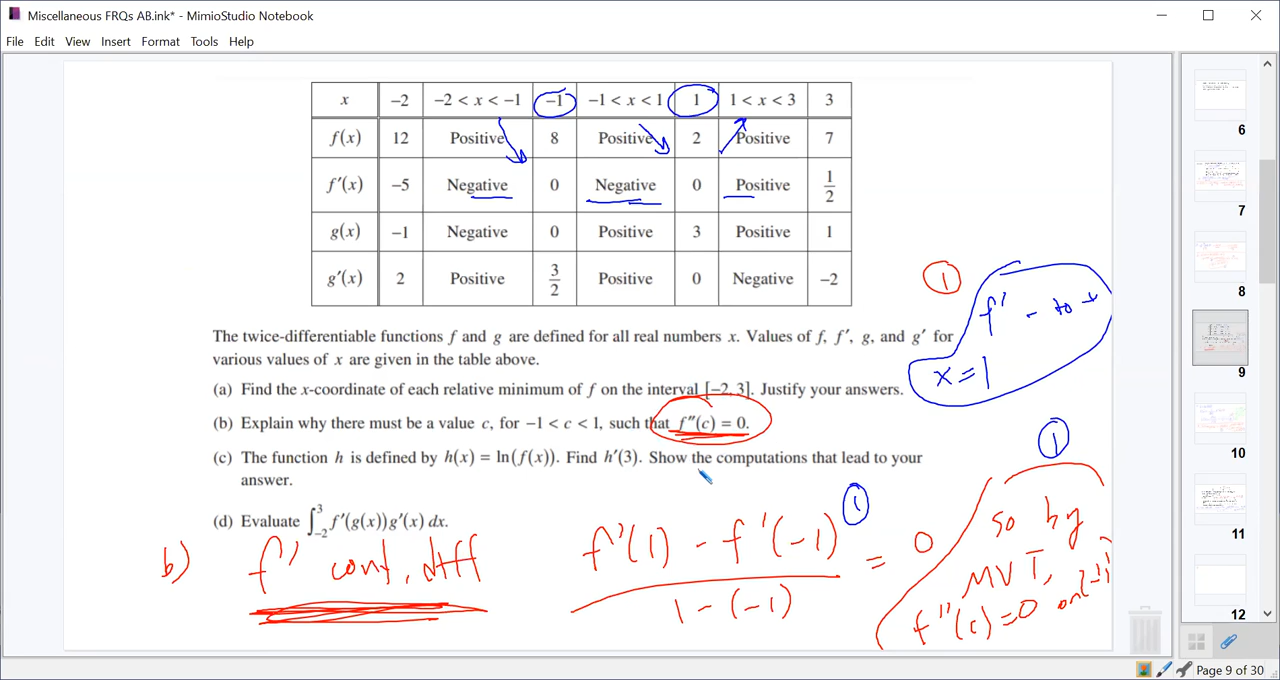 Miscellaneous FRQs AB.ink* - MimioStudio Notebook
File Edit View Insert Format Tools Help
x −2 −2 < x < −1 −1 −1 < x < 1 1 1 < x < 3 3
f(x) 12 Positive 8 Positive 2 Positive 7
f′(x) −5 Negative 0 Negative 0 Positive 1/2
g(x) −1 Negative 0 Positive 3 Positive 1
g′(x) 2 Positive 3/2 Positive 0 Negative −2
1
f' - to +
x = 1
The twice-differentiable functions f and g are defined for all real numbers x. Values of f, f′, g, and g′ for
various values of x are given in the table above.
(a) Find the x-coordinate of each relative minimum of f on the interval [−2, 3]. Justify your answers.
(b) Explain why there must be a value c, for −1 < c < 1, such that f″(c) = 0.
(c) The function h is defined by h(x) = ln(f(x)). Find h′(3). Show the computations that lead to your
answer.
(d) Evaluate ∫_{−2}^{3} f′(g(x))g′(x) dx.
b) f' cont, diff
f'(1) - f'(-1)
1 - (-1)
= 0
1
1
so by
MVT,
f''(c) = 0 on [-1,1]
6
7
8
9
10
11
12
Page 9 of 30